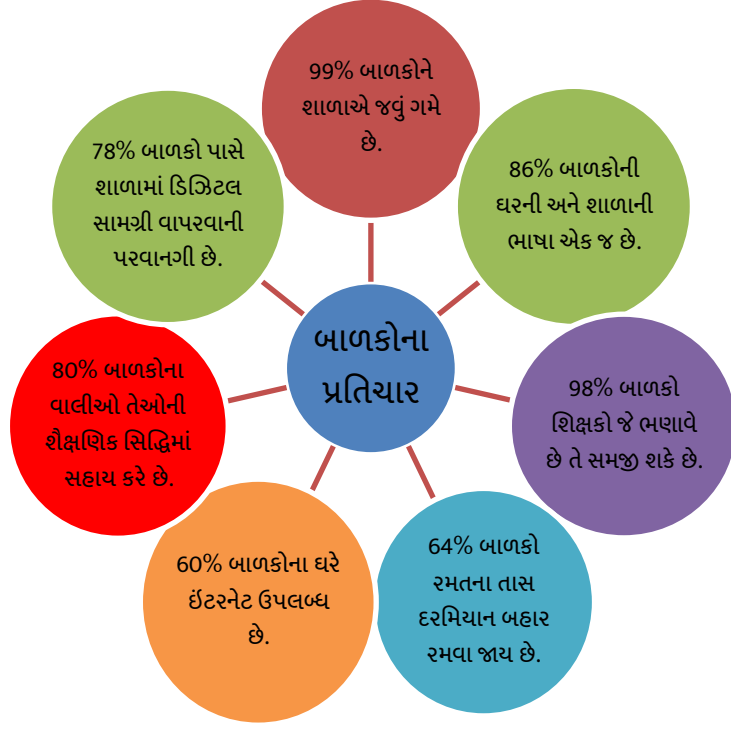 99% બાળકોને
શાળાએ જવું ગમે
છે.
86% બાળકોની
ઘરની અને શાળાની
ભાષા એક જ છે.
98% બાળકો
શિક્ષકો જે ભણાવે
છે તે સમજી શકે છે.
64% બાળકો
રમતના તાસ
દરમિયાન બહાર
રમવા જાય છે.
60% બાળકોના ઘરે
ઈંટરનેટ ઉપલબ્ધ
છે.
80% બાળકોના
વાલીઓ તેઓની
શૈક્ષણિક સિદ્ધિમાં
સહાય કરે છે.
78% બાળકો પાસે
શાળામાં ડિઝિટલ
સામગ્રી વાપરવાની
પરવાનગી છે.
બાળકોના
પ્રતિચાર